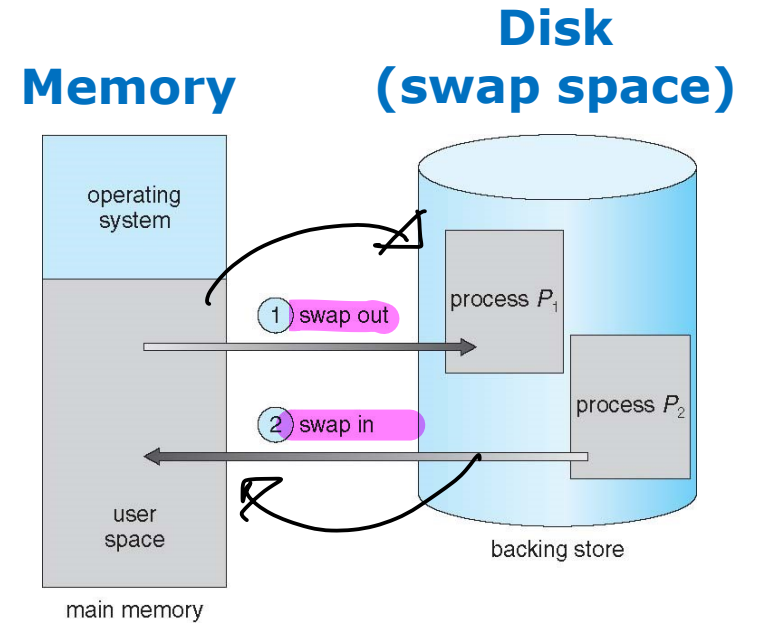 Memory
Disk
(swap space)
operating
system
process P₁
1 swap out
process P₂
2 swap in
user
space
backing store
main memory